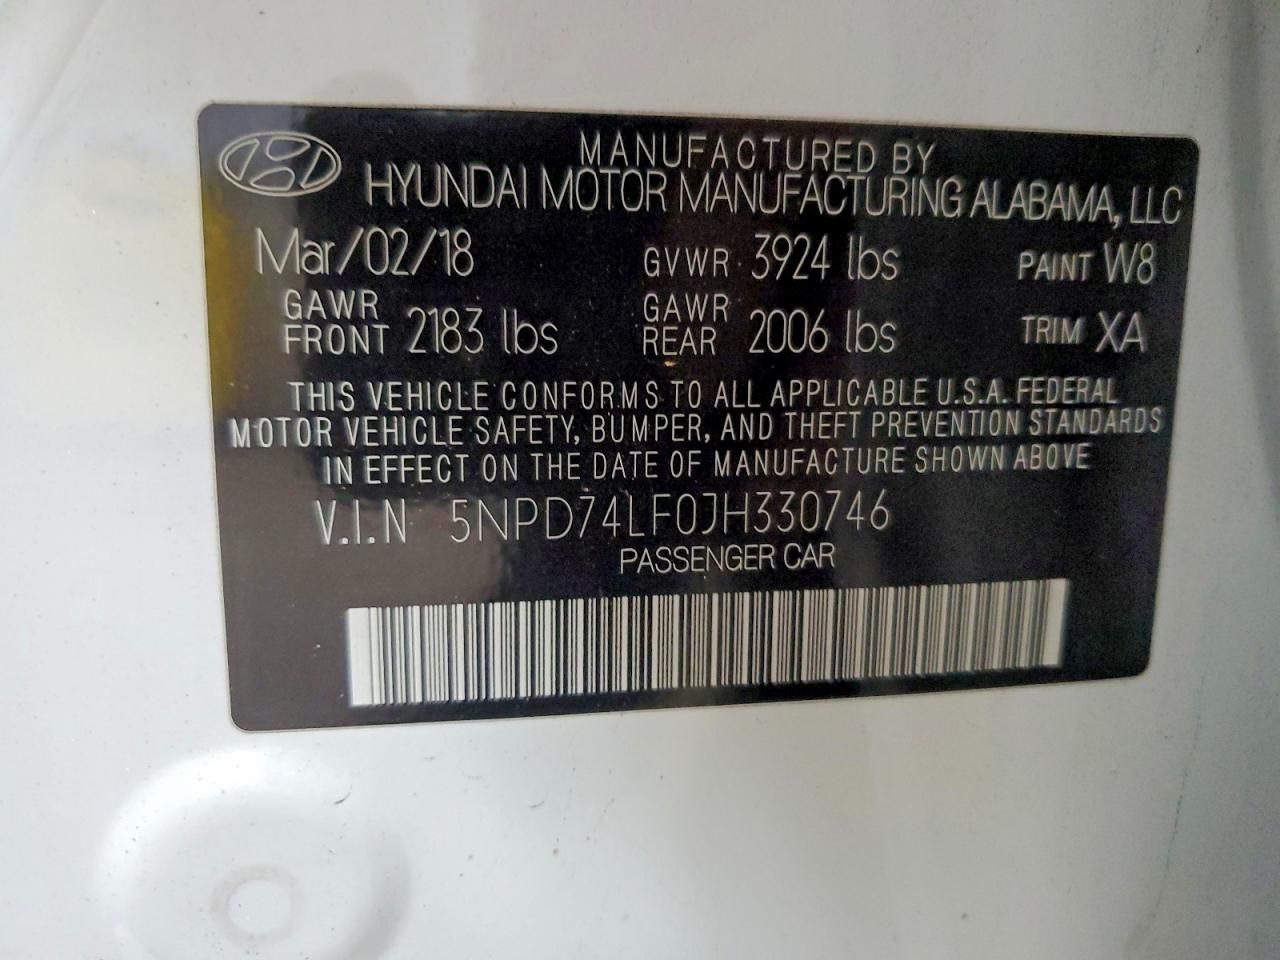 MANUFACTURED BY
HYUNDAI MOTOR MANUFACTURING ALABAMA, LLC
Mar/02/18 GVWR 3924 lbs PAINT W8
GAWR FRONT 2183 lbs GAWR REAR 2006 lbs TRIM XA
THIS VEHICLE CONFORMS TO ALL APPLICABLE U.S.A. FEDERAL
MOTOR VEHICLE SAFETY, BUMPER, AND THEFT PREVENTION STANDARDS
IN EFFECT ON THE DATE OF MANUFACTURE SHOWN ABOVE
V.I.N 5NPD74LF0JH330746
PASSENGER CAR